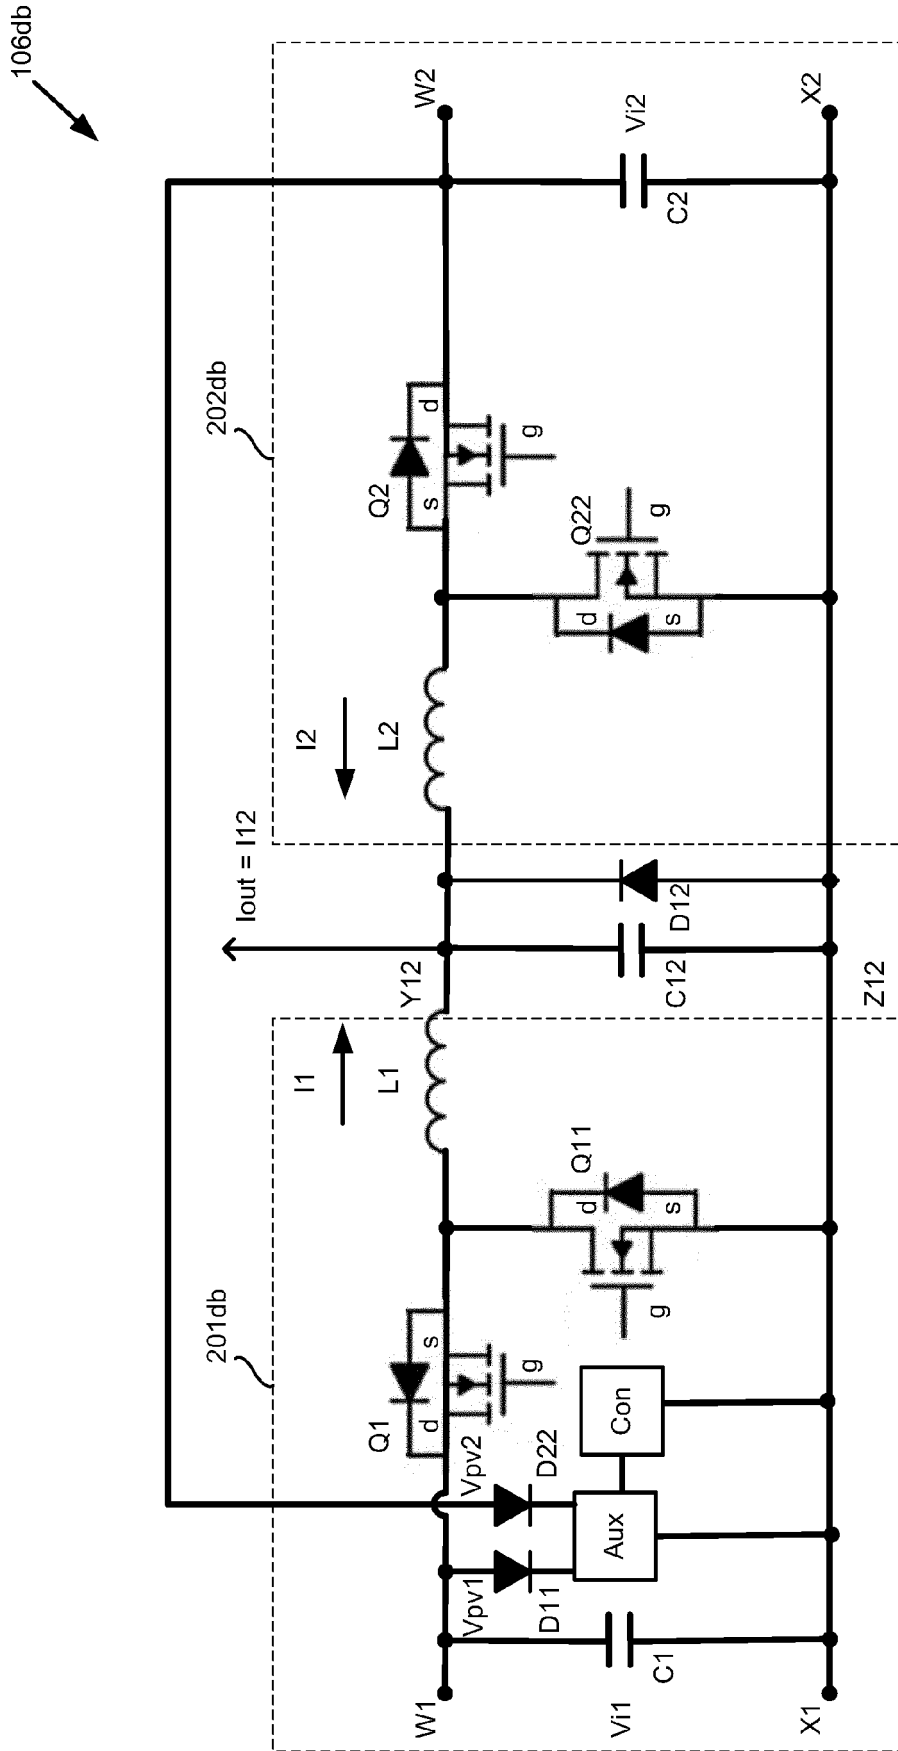 106db
201db
202db
Iout = I12
I1
I2
Q1
d
s
g
L1
Y12
L2
Q2
s
d
g
W1
W2
Vpv1
Vpv2
D11
D22
Aux
Con
Q11
d
s
g
Q22
d
s
g
Vi1
C1
C12
D12
C2
Vi2
X1
Z12
X2